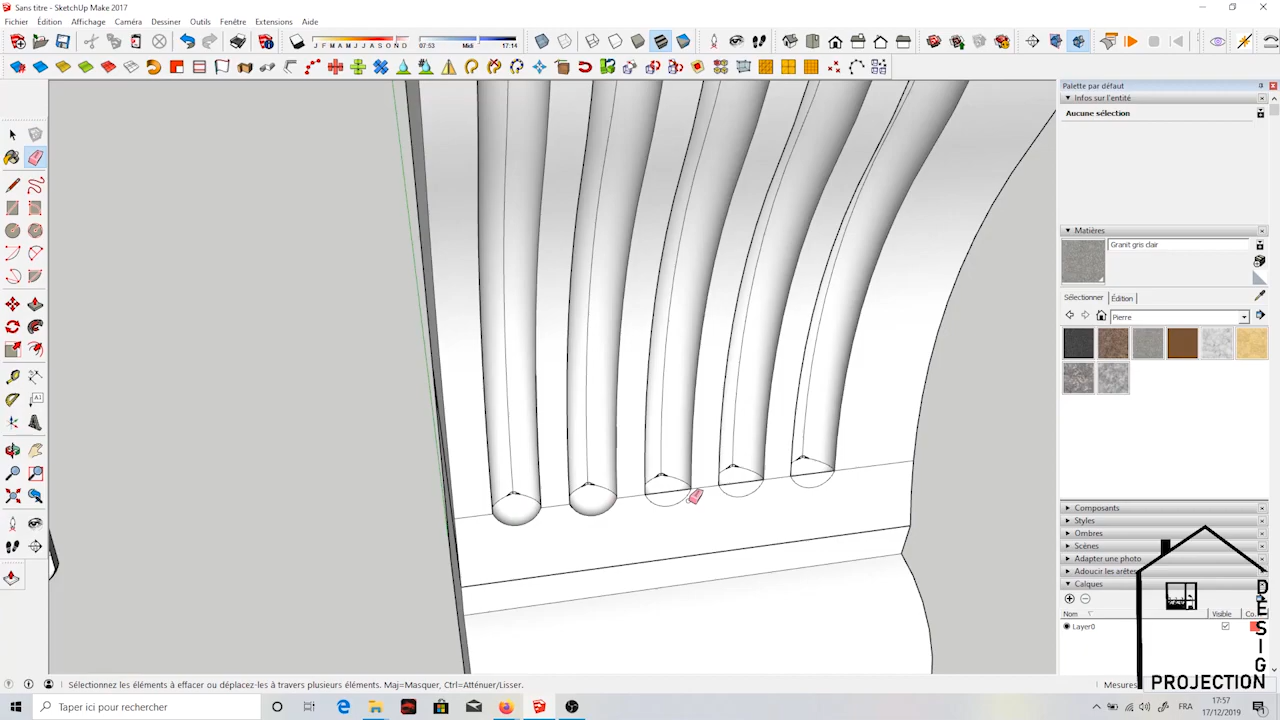 Sans titre - SketchUp Make 2017
Fichier Édition Affichage Caméra Dessiner Outils Fenêtre Extensions Aide
J F M A M J J A S O N D 07:53 Midi 17:14
Palette par défaut
Infos sur l'entité
Aucune sélection
Matières
Granit gris clair
Sélectionner Édition
Pierre
Composants
Styles
Ombres
Scènes
Adapter une photo
Adoucir les arêtes
Calques
Nom Visible Co...
Layer0
DESIGN
PROJECTION
Sélectionnez les éléments à effacer ou déplacez-les à travers plusieurs éléments. Maj=Masquer, Ctrl=Atténuer/Lisser.
Mesures
Taper ici pour rechercher
FRA
17:57
17/12/2019